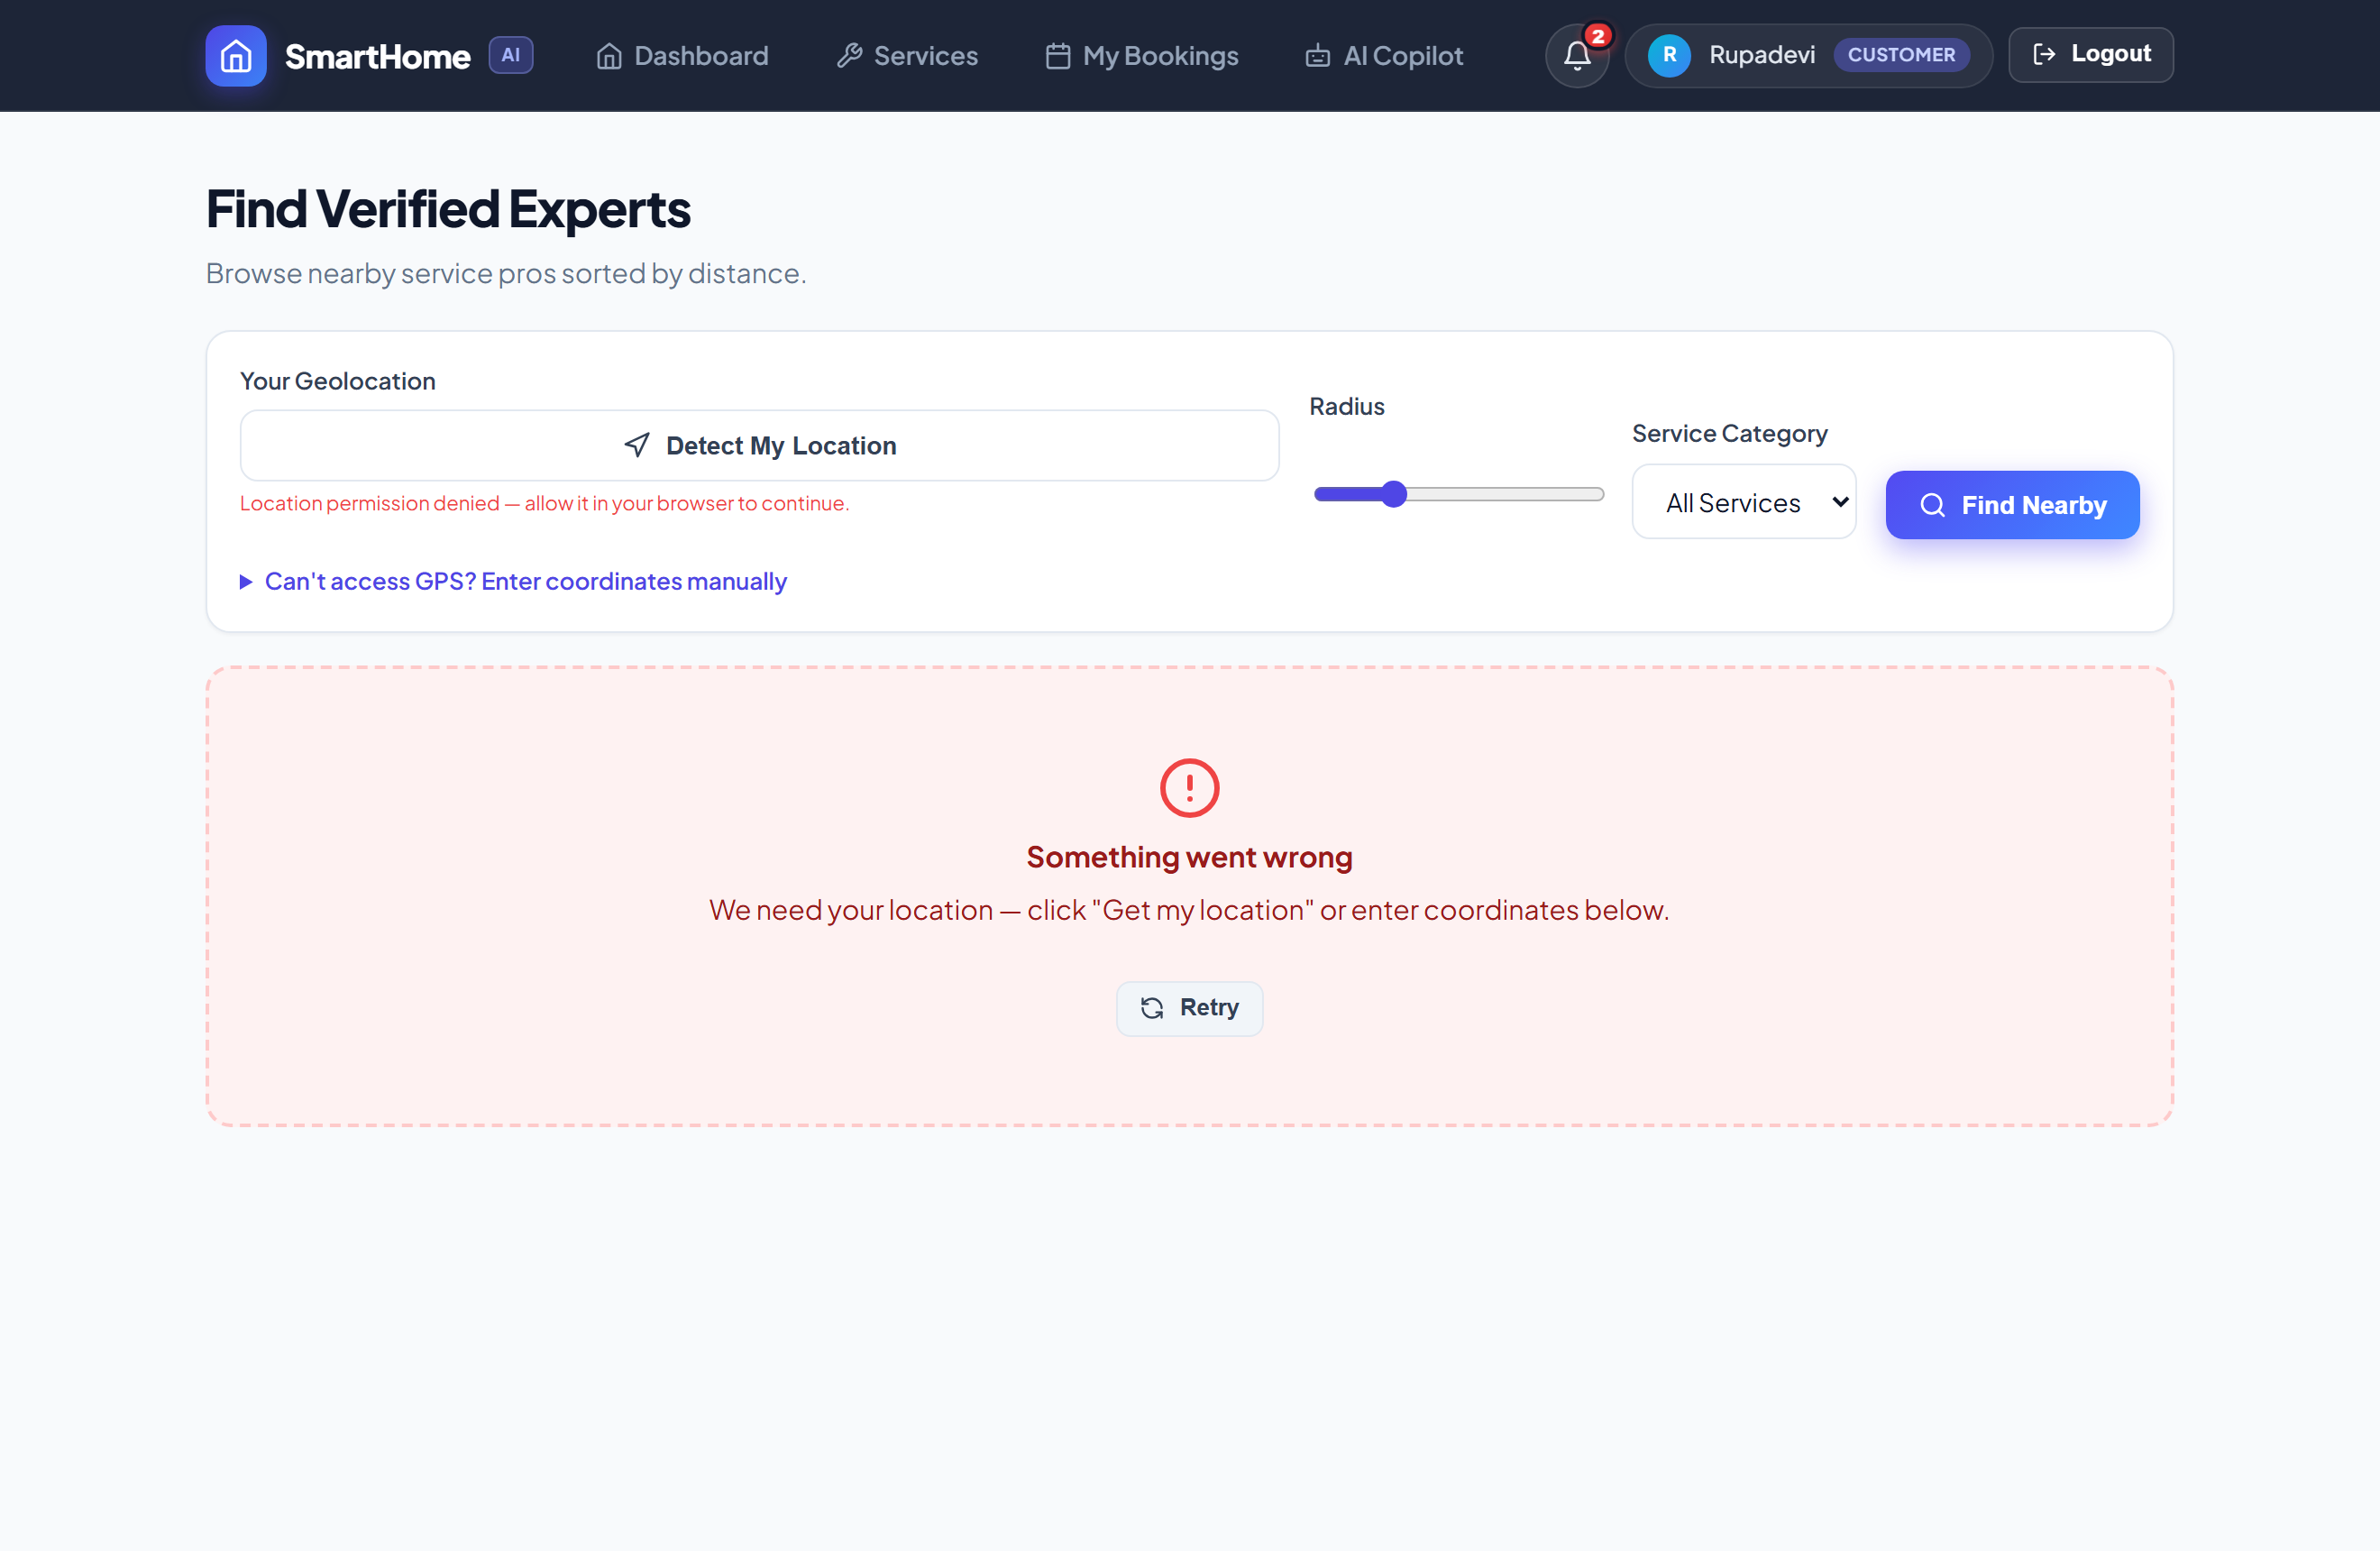 SmartHome AI
Dashboard
Services
My Bookings
AI Copilot
2
R Rupadevi CUSTOMER
Logout
Find Verified Experts
Browse nearby service pros sorted by distance.
Your Geolocation
Detect My Location
Location permission denied — allow it in your browser to continue.
Radius
Service Category
All Services
Find Nearby
Can't access GPS? Enter coordinates manually
Something went wrong
We need your location — click "Get my location" or enter coordinates below.
Retry